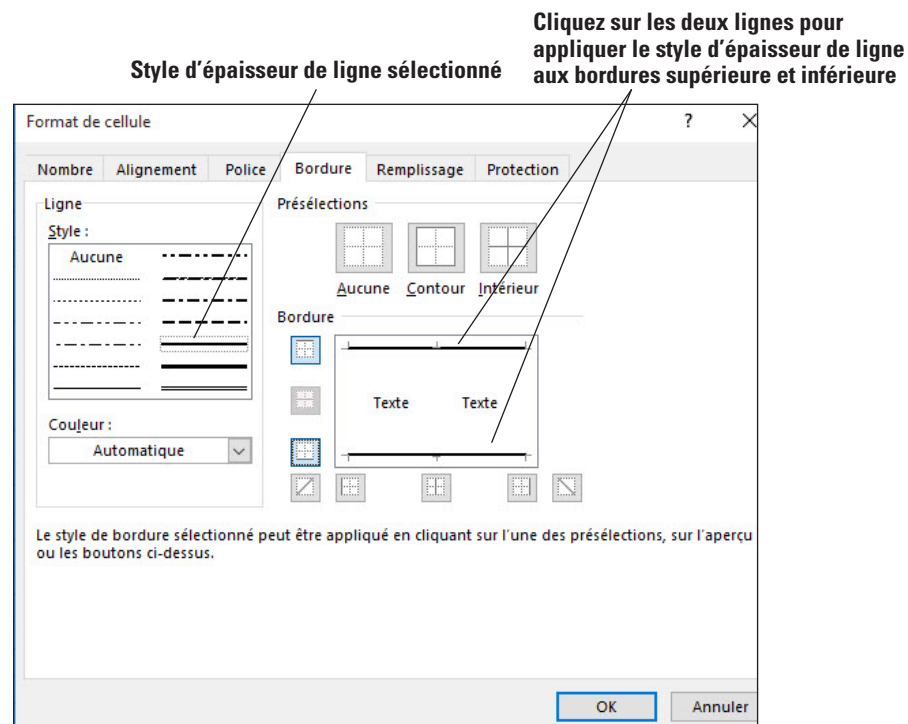 Cliquez sur les deux lignes pour
appliquer le style d'épaisseur de ligne
aux bordures supérieure et inférieure
Style d'épaisseur de ligne sélectionné
Format de cellule ?
Nombre Alignement Police Bordure Remplissage Protection
Ligne
Style :
Aucune
Couleur :
Automatique
Présélections
Aucune Contour Intérieur
Bordure
Texte Texte
Le style de bordure sélectionné peut être appliqué en cliquant sur l'une des présélections, sur l'aperçu
ou les boutons ci-dessus.
OK Annuler